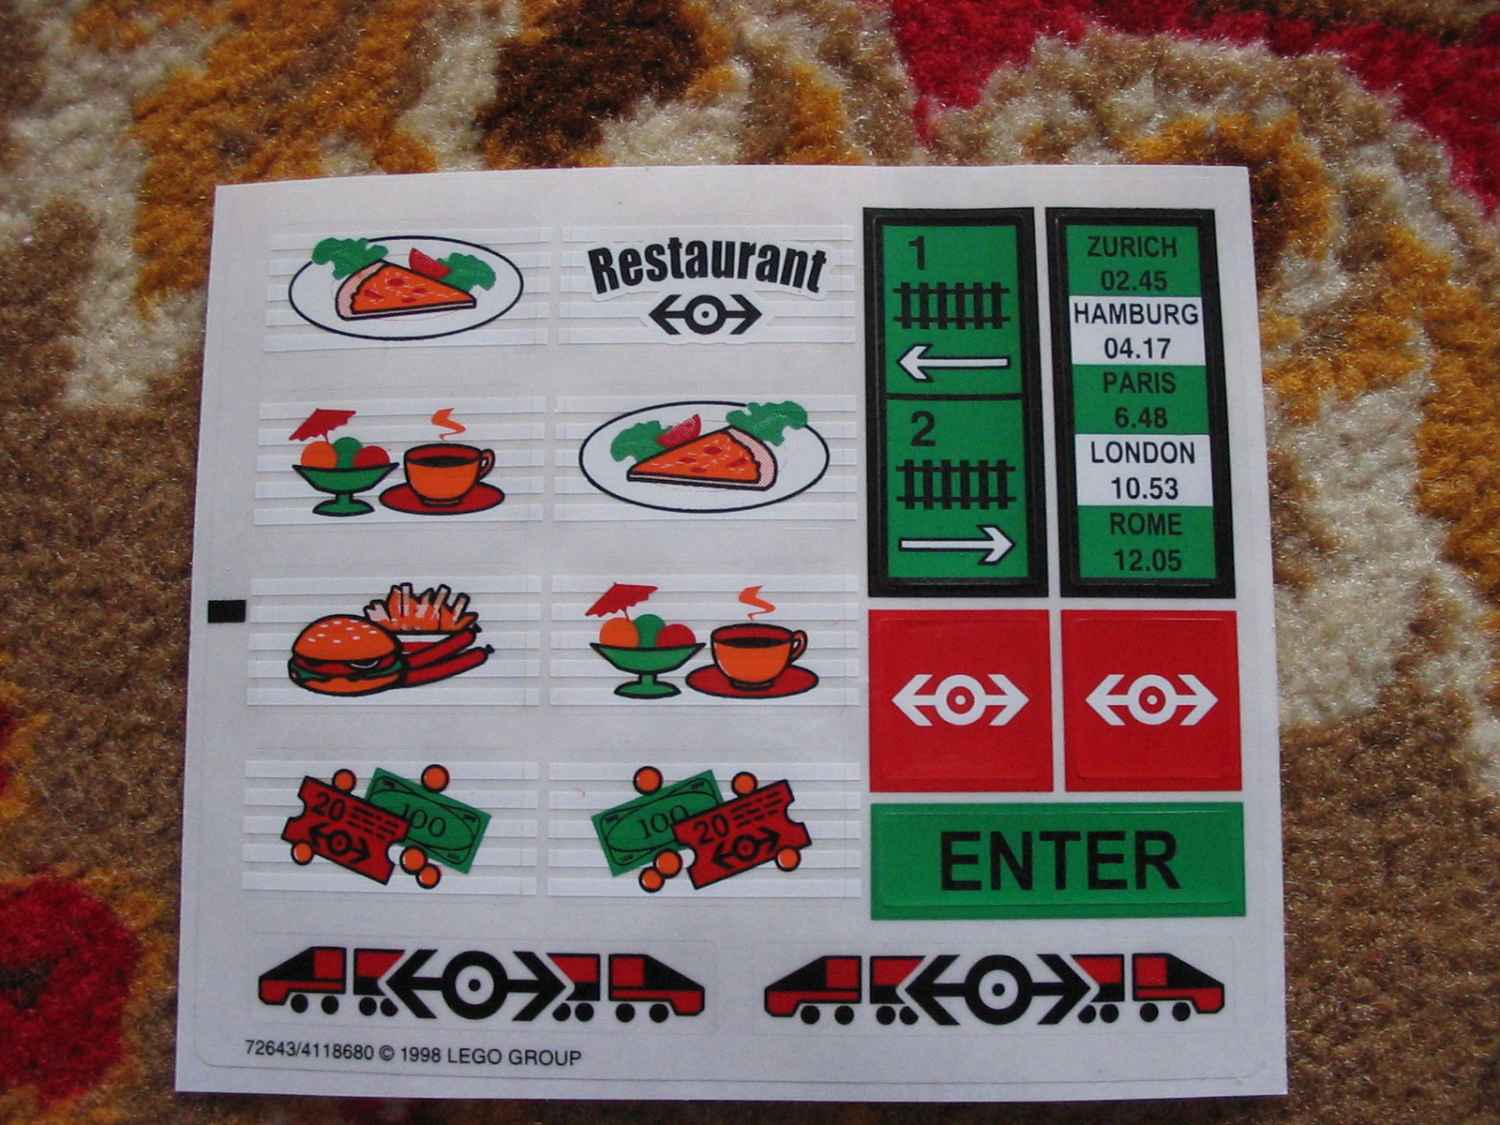 Restaurant
1
2
ZURICH
02.45
HAMBURG
04.17
PARIS
6.48
LONDON
10.53
ROME
12.05
20
100
100
20
ENTER
72643/4118680 © 1998 LEGO GROUP